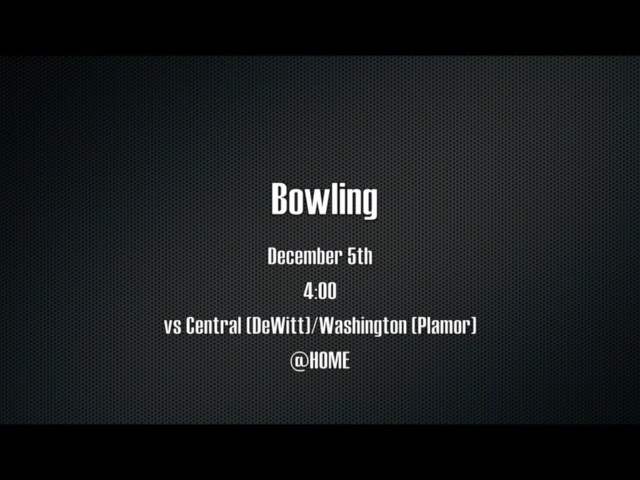 Bowling
December 5th
4:00
vs Central (DeWitt)/Washington (Plamor)
@HOME